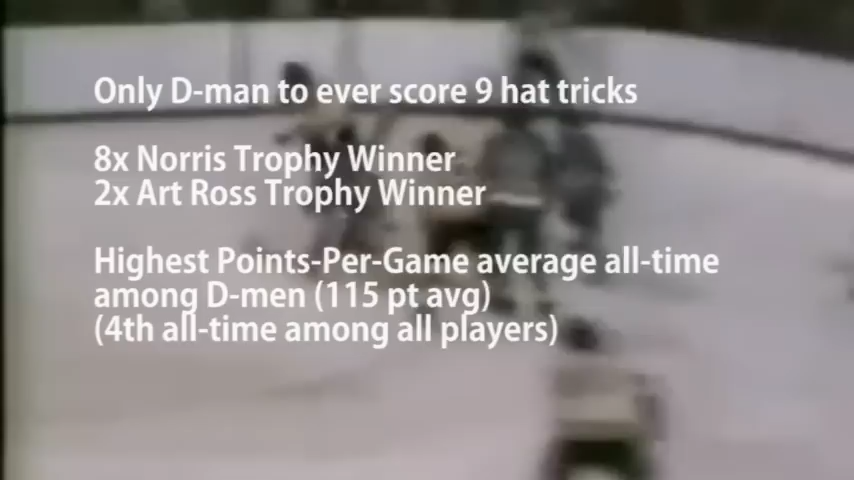 Only D-man to ever score 9 hat tricks
8x Norris Trophy Winner
2x Art Ross Trophy Winner
Highest Points-Per-Game average all-time
among D-men (115 pt avg)
(4th all-time among all players)